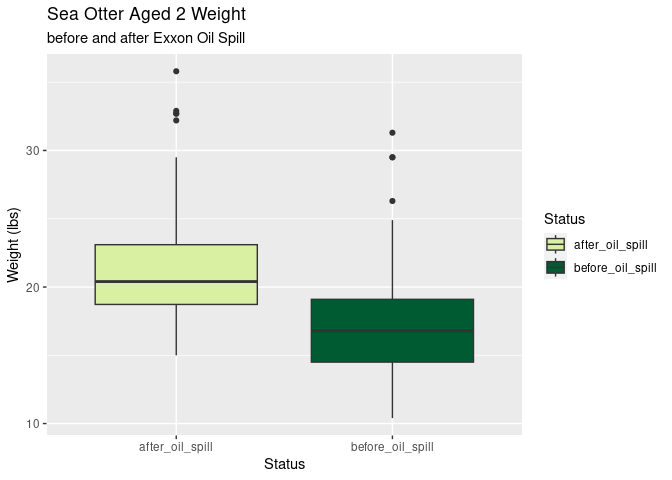 Sea Otter Aged 2 Weight
before and after Exxon Oil Spill
30
20
10
Weight (lbs)
after_oil_spill
before_oil_spill
Status
Status
after_oil_spill
before_oil_spill